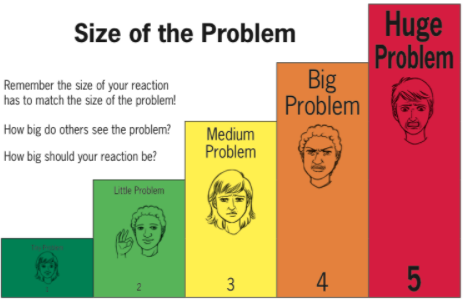 Size of the Problem
Remember the size of your reaction
has to match the size of the problem!
How big do others see the problem?
How big should your reaction be?
Little Problem
2
Medium
Problem
3
Big
Problem
4
Huge
Problem
5